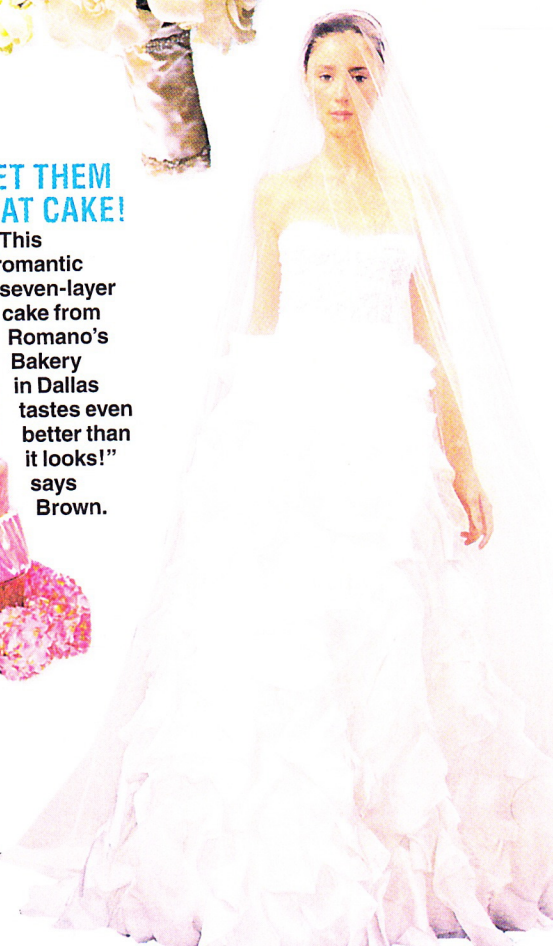 ET THEM
AT CAKE!
This
romantic
seven-layer
cake from
Romano's
Bakery
in Dallas
tastes even
better than
it looks!”
says
Brown.